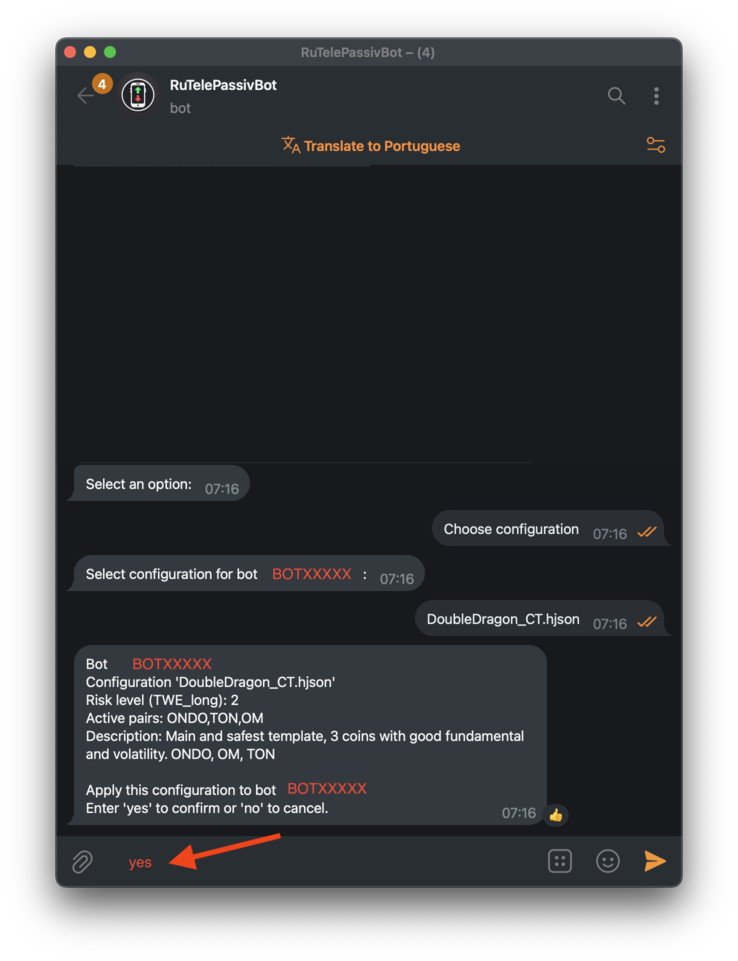 RuTelePassivBot – (4)
4
RuTelePassivBot
bot
Translate to Portuguese
Select an option: 07:16
Choose configuration 07:16
Select configuration for bot BOTXXXXX : 07:16
DoubleDragon_CT.hjson 07:16
Bot BOTXXXXX
Configuration 'DoubleDragon_CT.hjson'
Risk level (TWE_long): 2
Active pairs: ONDO,TON,OM
Description: Main and safest template, 3 coins with good fundamental
and volatility. ONDO, OM, TON
Apply this configuration to bot BOTXXXXX
Enter 'yes' to confirm or 'no' to cancel. 07:16
yes